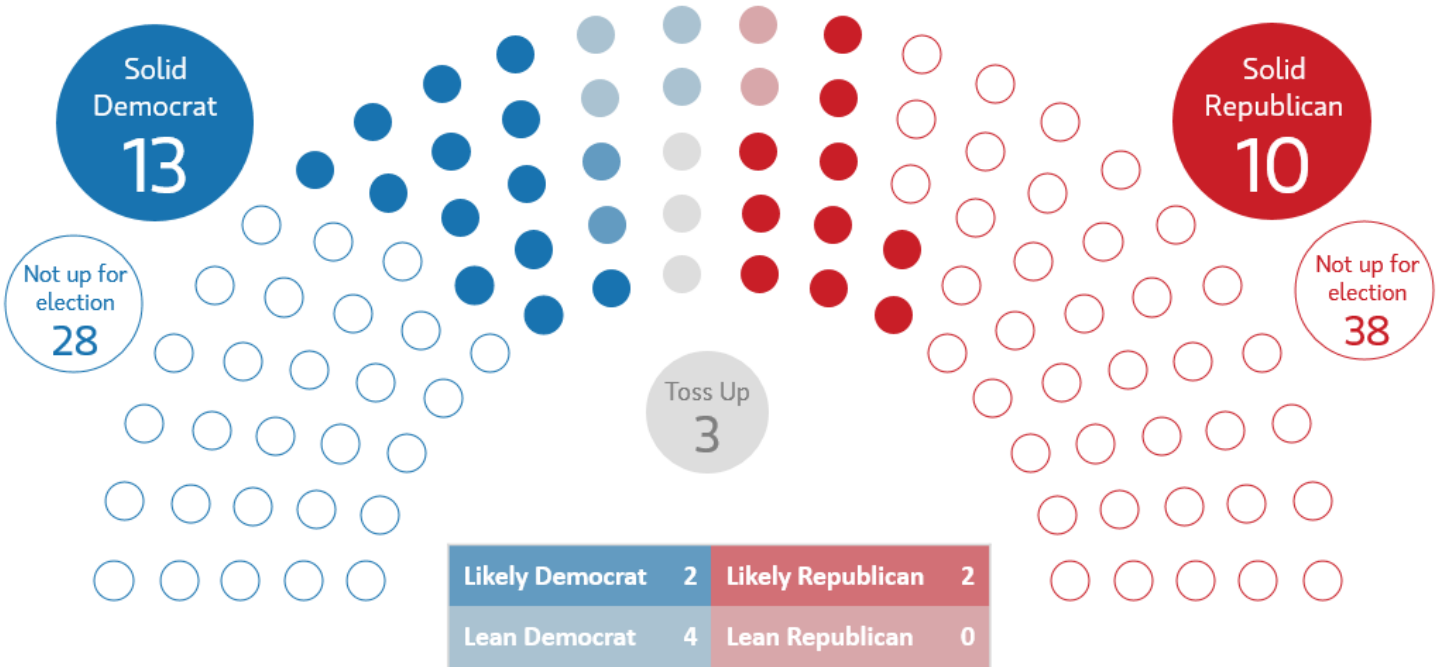 Solid
Democrat
13
Solid
Republican
10
Not up for
election
28
Not up for
election
38
Toss Up
3
Likely Democrat 2 Likely Republican 2
Lean Democrat 4 Lean Republican 0